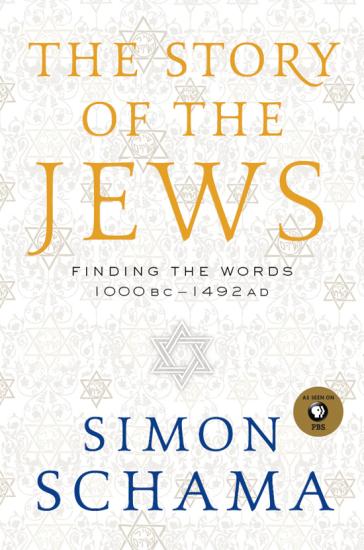 THE STORY
OF THE
JEWS
FINDING THE WORDS
1000 BC – 1492 AD
AS SEEN ON
PBS
SIMON
SCHAMA